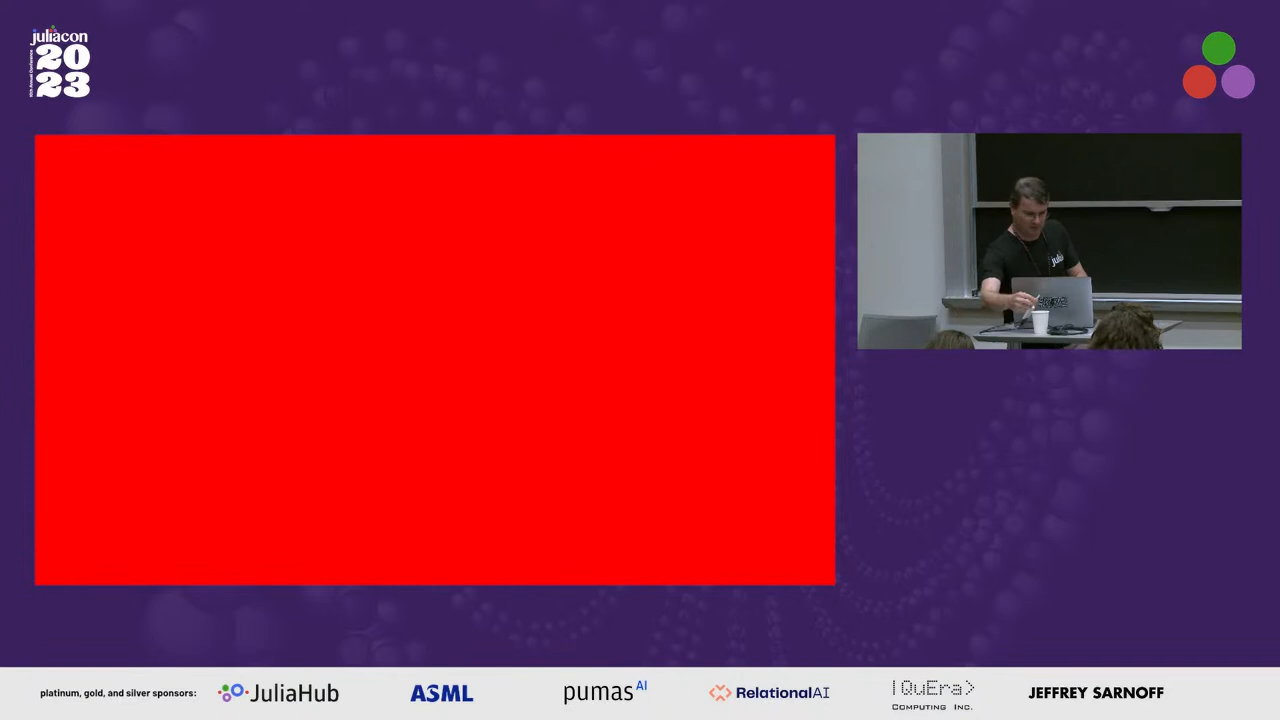 juliacon
20
23
platinum, gold, and silver sponsors:
JuliaHub
ASML
pumas AI
RelationalAI
|QuEra>
COMPUTING INC.
JEFFREY SARNOFF